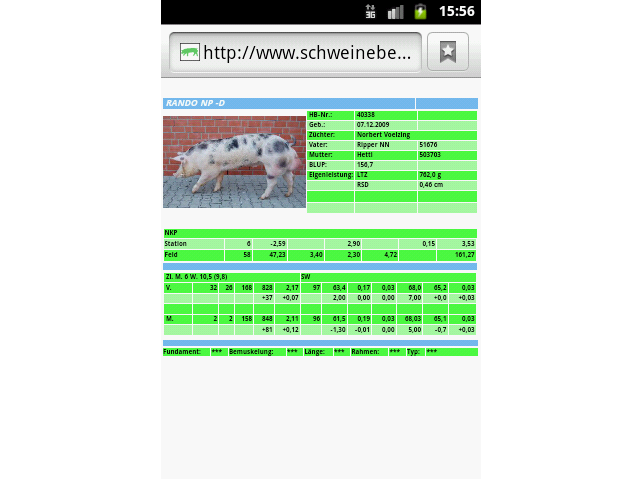 3G 15:56
http://www.schweinebe...
RANDO NP -D
HB-Nr.: 40338
Geb.: 07.12.2009
Züchter: Norbert Voelzing
Vater: Ripper NN 51676
Mutter: Hetti 503703
BLUP: 156,7
Eigenleistung: LTZ 762,0 g
RSD 0,46 cm
NKP
Station 6 -2,59 2,90 0,15 3,53
Feld 58 47,23 3,40 2,30 4,72 161,27
Zl. M. 6 W. 10,5 (9,8) SW
V. 32 26 168 828 2,17 97 63,4 0,17 0,03 68,0 65,2 0,03
+37 +0,07 2,00 0,00 0,00 7,00 +0,0 +0,03
M. 2 2 158 848 2,11 96 61,5 0,19 0,03 68,03 65,1 0,03
+81 +0,12 -1,30 -0,01 0,00 5,00 -0,7 +0,03
Fundament: *** Bemuskelung: *** Länge: *** Rahmen: *** Typ: ***